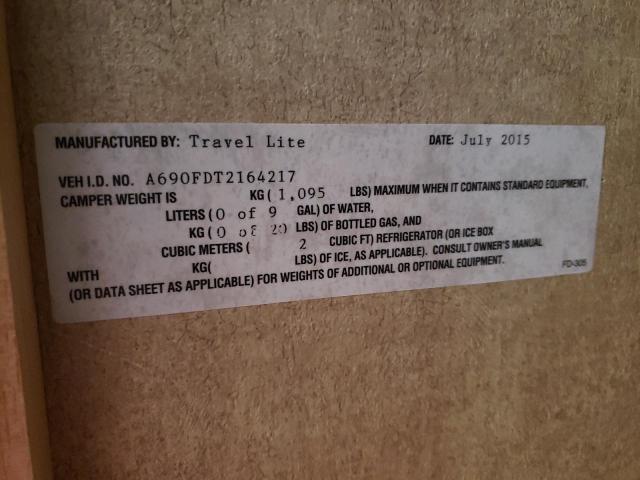 MANUFACTURED BY: Travel Lite DATE: July 2015
VEH I.D. NO. A690FDT2164217
CAMPER WEIGHT IS KG ( 1,095 LBS) MAXIMUM WHEN IT CONTAINS STANDARD EQUIPMENT,
LITERS (0 of 9 GAL) OF WATER,
KG (0 of 20 LBS) OF BOTTLED GAS, AND
CUBIC METERS ( 2 CUBIC FT) REFRIGERATOR (OR ICE BOX
WITH KG( LBS) OF ICE, AS APPLICABLE). CONSULT OWNER'S MANUAL
(OR DATA SHEET AS APPLICABLE) FOR WEIGHTS OF ADDITIONAL OR OPTIONAL EQUIPMENT.
FD-305